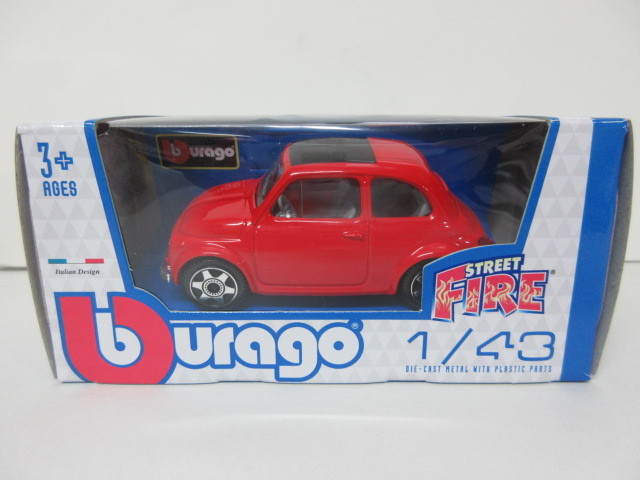 3+
AGES
burago
Italian Design
STREET
FIRE®
burago®
1/43
DIE-CAST METAL WITH PLASTIC PARTS